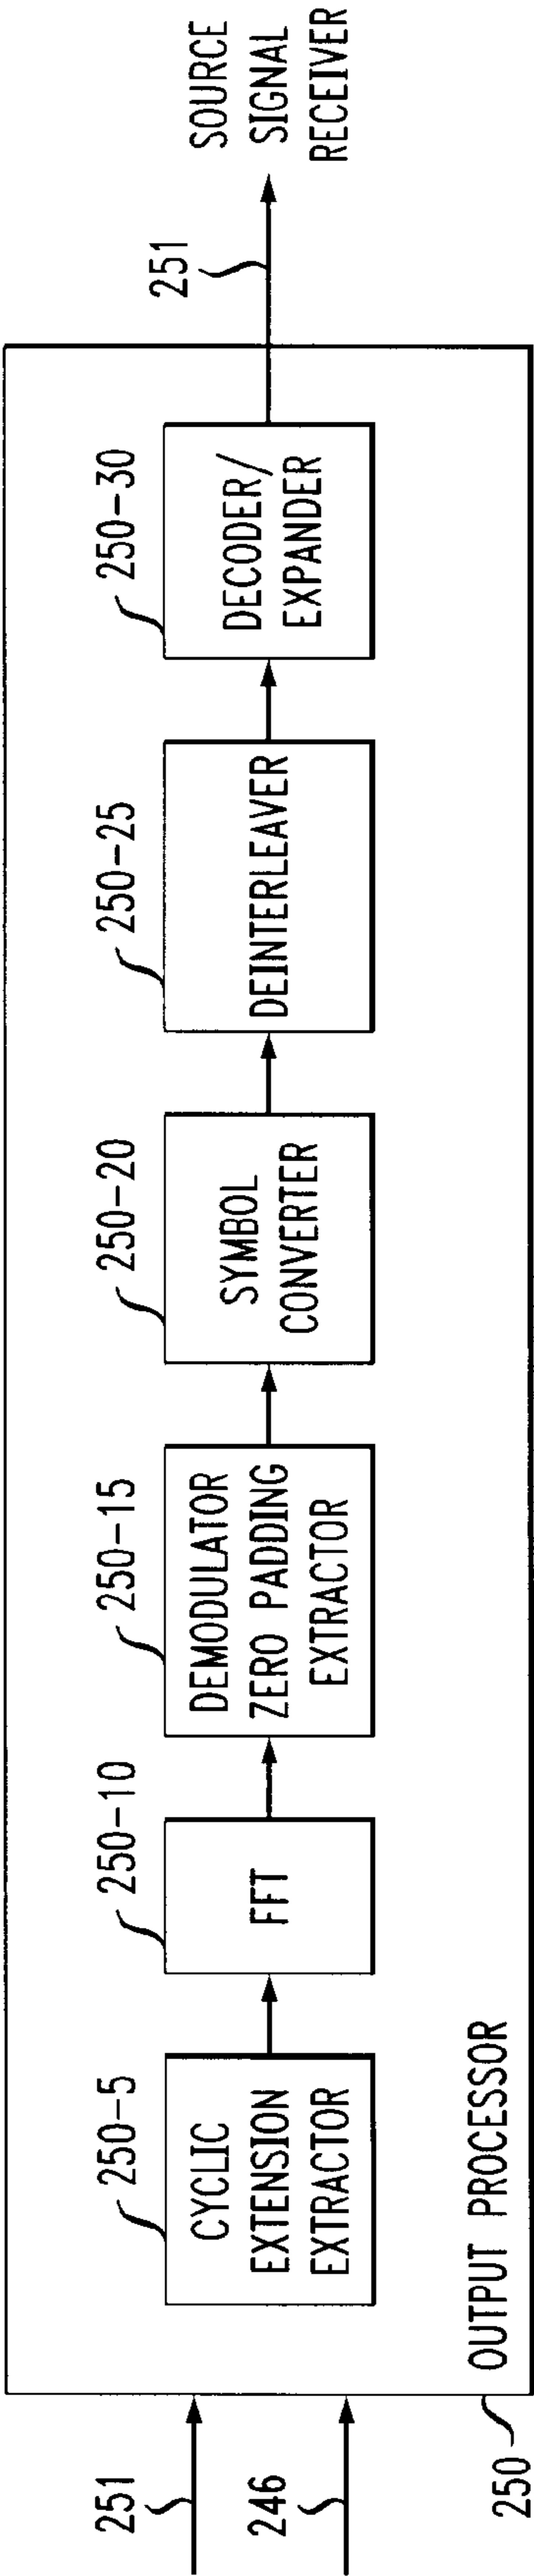 251
246
250-5
CYCLIC
EXTENSION
EXTRACTOR
250-10
FFT
250-15
DEMODULATOR
ZERO PADDING
EXTRACTOR
250-20
SYMBOL
CONVERTER
250-25
DEINTERLEAVER
250-30
DECODER/
EXPANDER
251
SOURCE
SIGNAL
RECEIVER
OUTPUT PROCESSOR
250